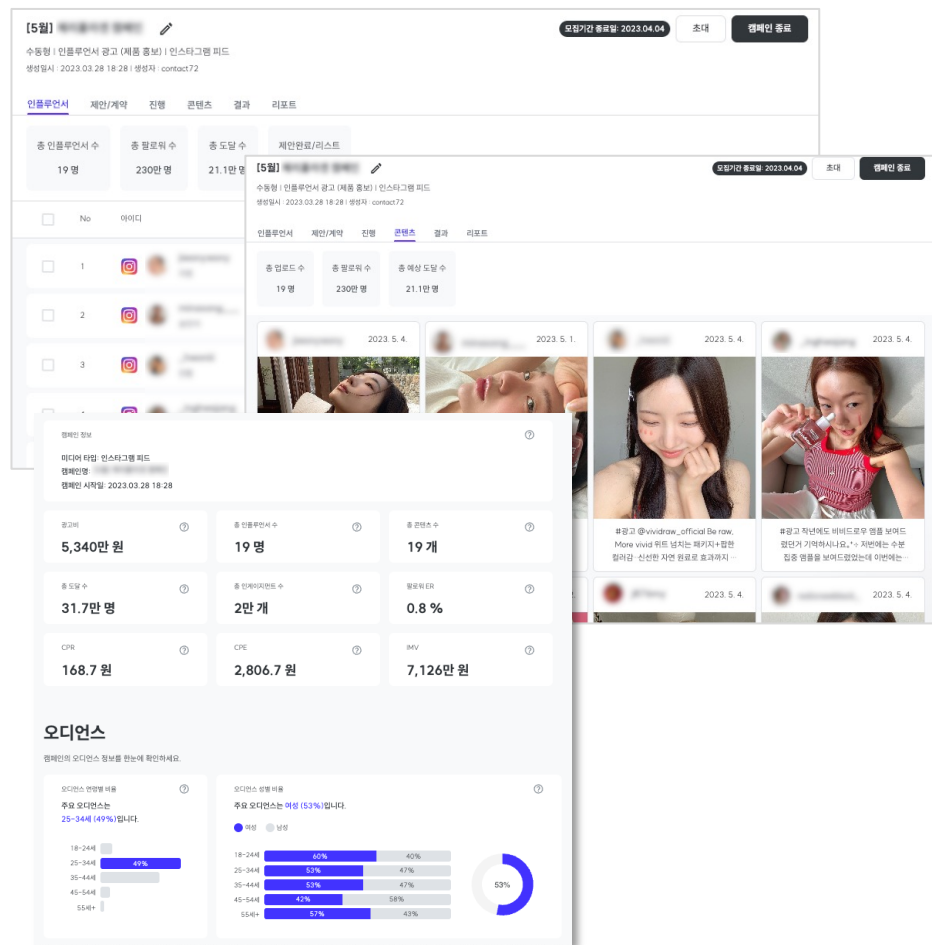 [5월]
모집기간 종료일: 2023.04.04
초대
캠페인 종료
수동형 | 인플루언서 광고 (제품 홍보) | 인스타그램 피드
생성일시 : 2023.03.28 18:28 | 생성자 : contact72
인플루언서 제안/계약 진행 콘텐츠 결과 리포트
총 인플루언서 수 총 팔로워 수 총 도달 수 제안완료/리스트
19 명 230만 명 21.1만 명
No 아이디
1
2
3
[5월]
모집기간 종료일: 2023.04.04
초대
캠페인 종료
수동형 | 인플루언서 광고 (제품 홍보) | 인스타그램 피드
생성일시 : 2023.03.28 18:28 | 생성자 : contact72
인플루언서 제안/계약 진행 콘텐츠 결과 리포트
총 업로드 수 총 팔로워 수 총 예상 도달 수
19 명 230만 명 21.1만 명
2023. 5. 4. 2023. 5. 1. 2023. 5. 4. 2023. 5. 4.
#광고 @vividraw_official Be raw,
More vivid 위트 넘치는 패키지+팝한
컬러감 ·신선한 자연 원료로 효과까지 ···
#광고 작년에도 비비드로우 앰플 보여드
렸던거 기억하시나요.*⊹ 저번에는 수분
집중 앰플을 보여드렸었는데 이번에는···
2023. 5. 4. 2023. 5. 4.
캠페인 정보
미디어 타입: 인스타그램 피드
캠페인명:
캠페인 시작일: 2023.03.28 18:28
광고비 총 인플루언서 수 총 콘텐츠 수
5,340만 원 19 명 19 개
총 도달 수 총 인게이지먼트 수 팔로워 ER
31.7만 명 2만 개 0.8 %
CPR CPE IMV
168.7 원 2,806.7 원 7,126만 원
오디언스
캠페인의 오디언스 정보를 한눈에 확인하세요.
오디언스 연령별 비율
주요 오디언스는
25-34세 (49%)입니다.
18-24세
25-34세 49%
35-44세
45-54세
55세+
오디언스 성별 비율
주요 오디언스는 여성 (53%)입니다.
여성 남성
18-24세 60% 40%
25-34세 53% 47%
35-44세 53% 47%
45-54세 42% 58%
55세+ 57% 43%
53%